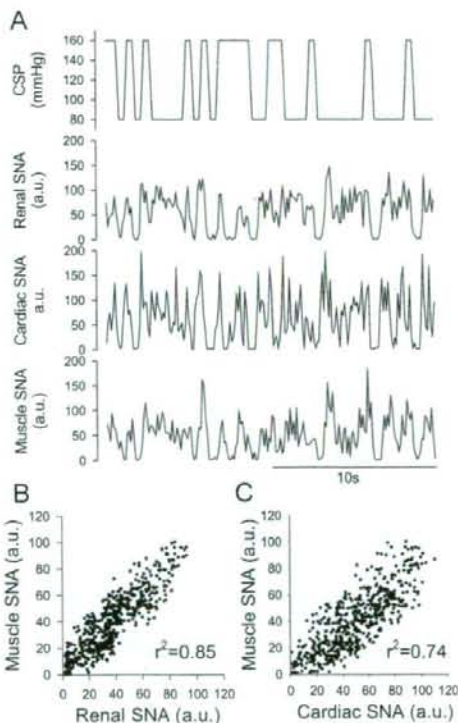 A
CSP
(mmHg)
160
140
120
100
80
Renal SNA
(a.u.)
200
150
100
50
0
Cardiac SNA
a.u.
200
150
100
50
0
Muscle SNA
(a.u.)
200
150
100
50
0
10s
B
Muscle SNA (a.u.)
120
100
80
60
40
20
0
r²=0.85
0 20 40 60 80 100 120
Renal SNA (a.u.)
C
Muscle SNA (a.u.)
120
100
80
60
40
20
0
r²=0.74
0 20 40 60 80 100 120
Cardiac SNA (a.u.)